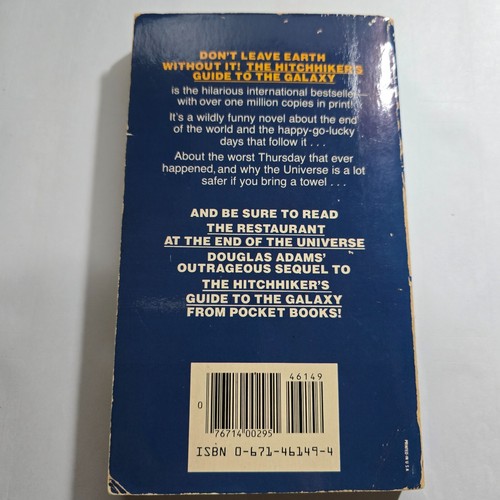 DON'T LEAVE EARTH
WITHOUT IT! THE HITCHHIKER'S
GUIDE TO THE GALAXY
is the hilarious international bestseller—
with over one million copies in print!
It's a wildly funny novel about the end
of the world and the happy-go-lucky
days that follow it . . .
About the worst Thursday that ever
happened, and why the Universe is a lot
safer if you bring a towel . . .
AND BE SURE TO READ
THE RESTAURANT
AT THE END OF THE UNIVERSE
DOUGLAS ADAMS'
OUTRAGEOUS SEQUEL TO
THE HITCHHIKER'S
GUIDE TO THE GALAXY
FROM POCKET BOOKS!
46149
0
76714 00295
ISBN 0-671-46149-4
PRINTED IN U.S.A.